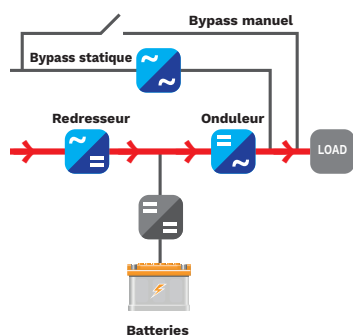 Bypass manuel
Bypass statique
Redresseur
Onduleur
LOAD
Batteries